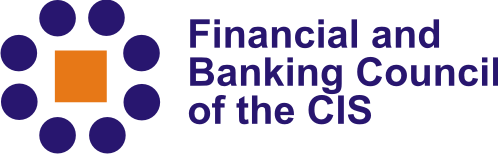 Financial and
Banking Council
of the CIS